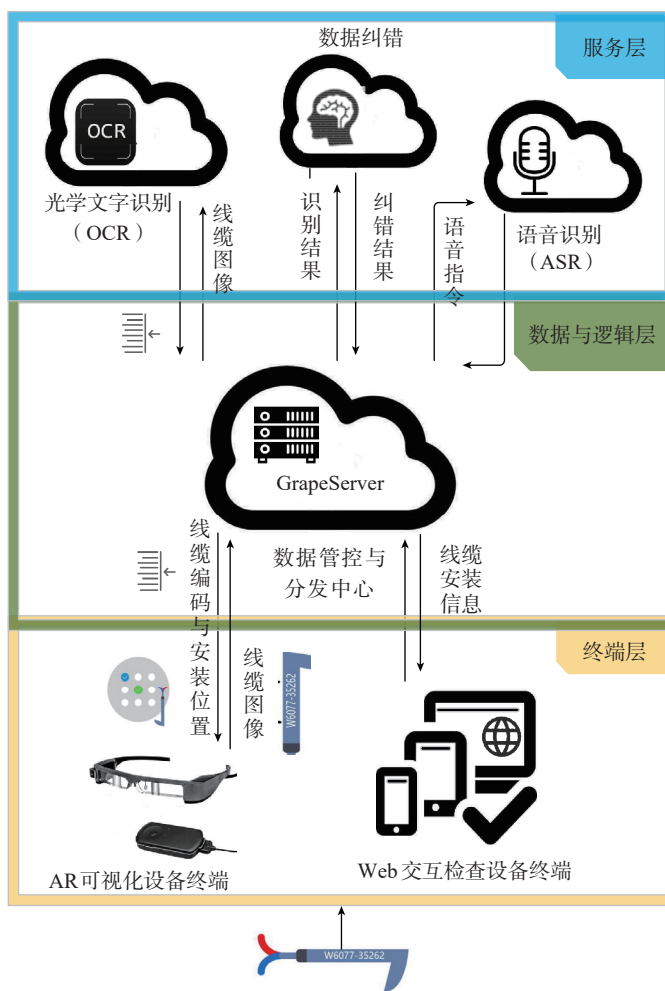 服务层
数据纠错
OCR
光学文字识别
（OCR）
线缆图像
识别结果
纠错结果
语音指令
语音识别
（ASR）
数据与逻辑层
GrapeServer
数据管控与
分发中心
线缆编码与安装位置
线缆图像
线缆
安装
信息
终端层
W6077-35262
AR可视化设备终端
Web 交互检查设备终端
W6077-35262